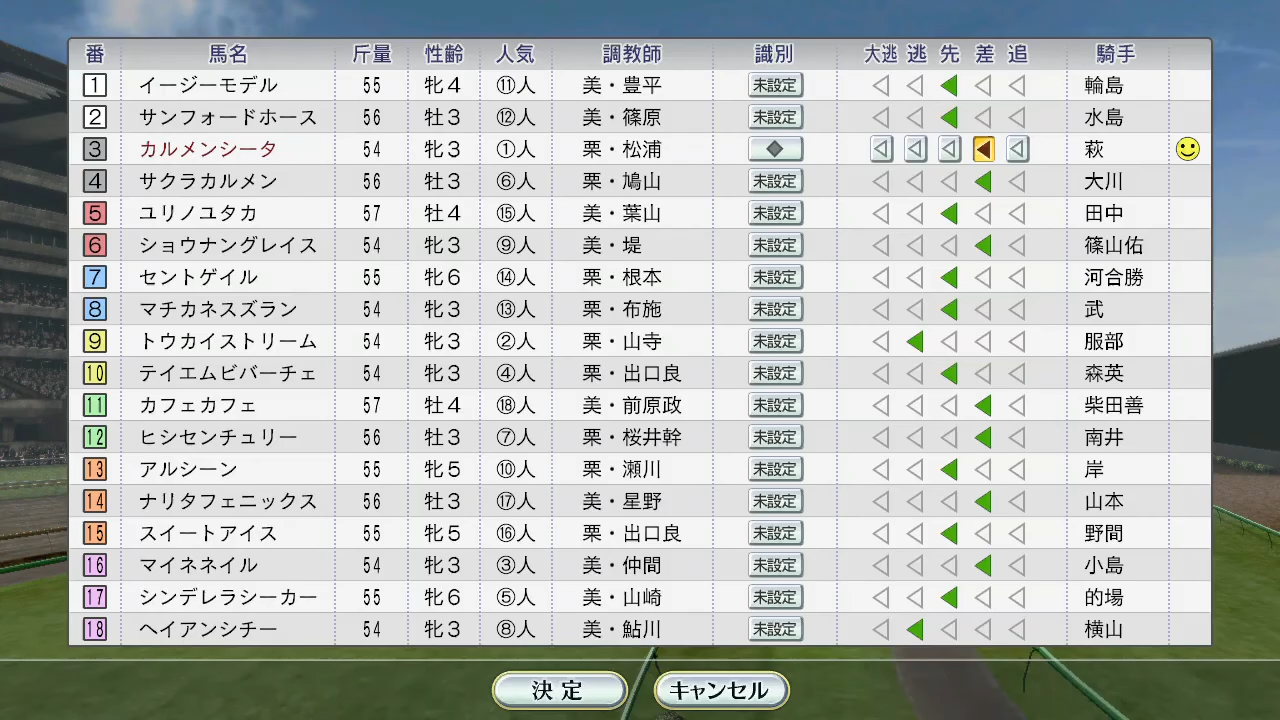 番 馬名 斤量 性齢 人気 調教師 識別 大逃 逃 先 差 追 騎手
1 イージーモデル 55 牝4 ⑪人 美・豊平 未設定 輪島
2 サンフォードホース 56 牡3 ⑫人 美・篠原 未設定 水島
3 カルメンシータ 54 牝3 ①人 栗・松浦 萩
4 サクラカルメン 56 牡3 ⑥人 栗・鳩山 未設定 大川
5 ユリノユタカ 57 牡4 ⑮人 美・葉山 未設定 田中
6 ショウナングレイス 54 牝3 ⑨人 美・堤 未設定 篠山佑
7 セントゲイル 55 牝6 ⑭人 栗・根本 未設定 河合勝
8 マチカネスズラン 54 牝3 ⑬人 栗・布施 未設定 武
9 トウカイストリーム 54 牝3 ②人 栗・山寺 未設定 服部
10 テイエムビバーチェ 54 牝3 ④人 栗・出口良 未設定 森英
11 カフェカフェ 57 牡4 ⑱人 美・前原政 未設定 柴田善
12 ヒシセンチュリー 56 牡3 ⑦人 栗・桜井幹 未設定 南井
13 アルシーン 55 牝5 ⑩人 栗・瀬川 未設定 岸
14 ナリタフェニックス 56 牡3 ⑰人 美・星野 未設定 山本
15 スイートアイス 55 牝5 ⑯人 栗・出口良 未設定 野間
16 マイネネイル 54 牝3 ③人 美・仲間 未設定 小島
17 シンデレラシーカー 55 牝6 ⑤人 美・山崎 未設定 的場
18 ヘイアンシチー 54 牝3 ⑧人 美・鮎川 未設定 横山
決定 キャンセル